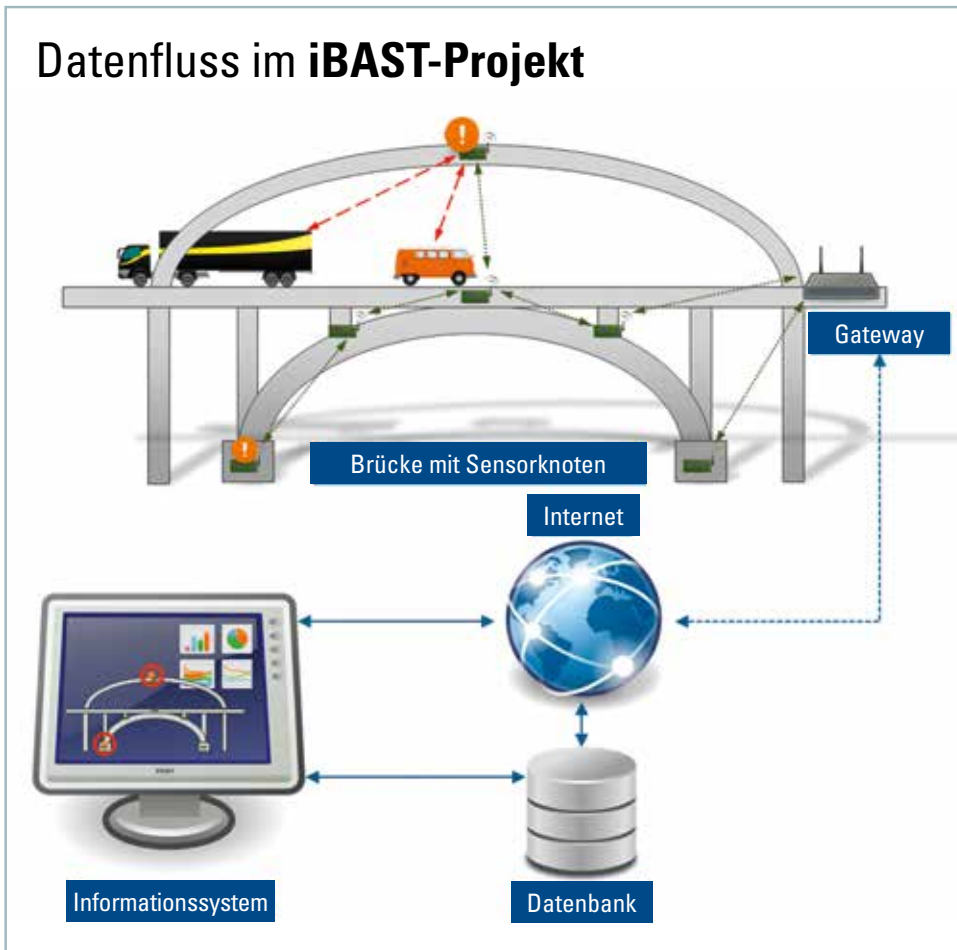 Datenfluss im iBAST-Projekt
Gateway
Brücke mit Sensorknoten
Internet
Informationssystem
Datenbank